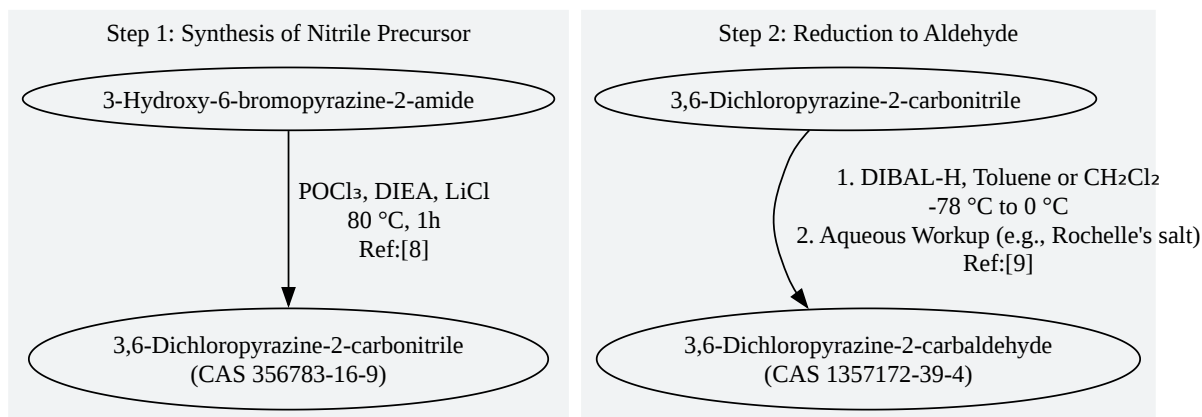 Step 1: Synthesis of Nitrile Precursor
3-Hydroxy-6-bromopyrazine-2-amide
POCl₃, DIEA, LiCl
80 °C, 1h
Ref:[8]
3,6-Dichloropyrazine-2-carbonitrile
(CAS 356783-16-9)
Step 2: Reduction to Aldehyde
3,6-Dichloropyrazine-2-carbonitrile
1. DIBAL-H, Toluene or CH₂Cl₂
-78 °C to 0 °C
2. Aqueous Workup (e.g., Rochelle's salt)
Ref:[9]
3,6-Dichloropyrazine-2-carbaldehyde
(CAS 1357172-39-4)